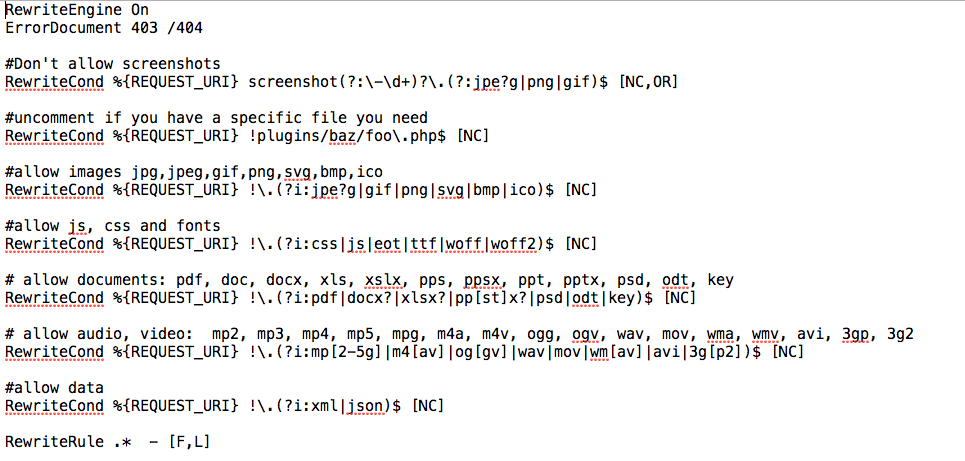 RewriteEngine On
ErrorDocument 403 /404
#Don't allow screenshots
RewriteCond %{REQUEST_URI} screenshot(?:\-\d+)?\.(?:jpe?g|png|gif)$ [NC,OR]
#uncomment if you have a specific file you need
RewriteCond %{REQUEST_URI} !plugins/baz/foo\.php$ [NC]
#allow images jpg,jpeg,gif,png,svg,bmp,ico
RewriteCond %{REQUEST_URI} !\.(?i:jpe?g|gif|png|svg|bmp|ico)$ [NC]
#allow js, css and fonts
RewriteCond %{REQUEST_URI} !\.(?i:css|js|eot|ttf|woff|woff2)$ [NC]
# allow documents: pdf, doc, docx, xls, xslx, pps, ppsx, ppt, pptx, psd, odt, key
RewriteCond %{REQUEST_URI} !\.(?i:pdf|docx?|xlsx?|pp[st]x?|psd|odt|key)$ [NC]
# allow audio, video:  mp2, mp3, mp4, mp5, mpg, m4a, m4v, ogg, ogv, wav, mov, wma, wmv, avi, 3gp, 3g2
RewriteCond %{REQUEST_URI} !\.(?i:mp[2-5g]|m4[av]|og[gv]|wav|mov|wm[av]|avi|3g[p2])$ [NC]
#allow data
RewriteCond %{REQUEST_URI} !\.(?i:xml|json)$ [NC]
RewriteRule .*  - [F,L]